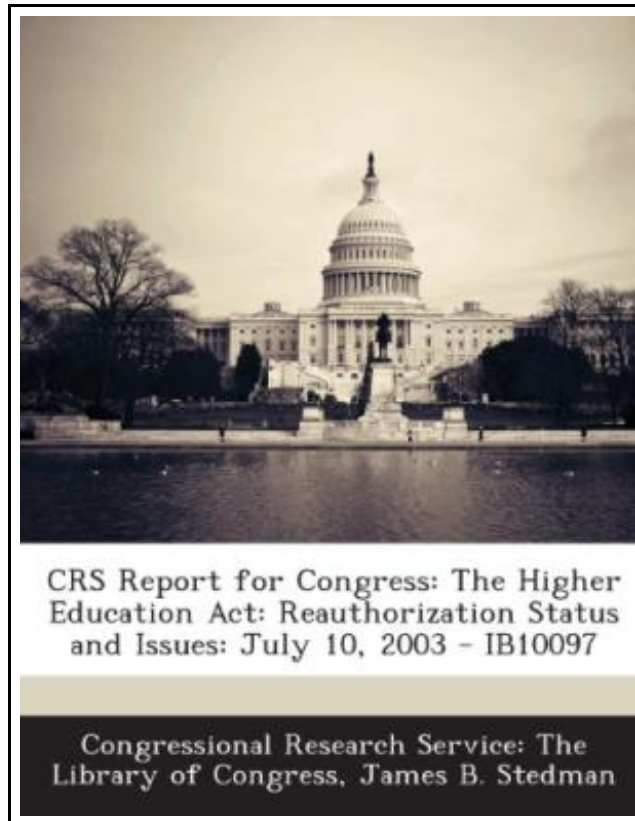 CRS Report for Congress: The Higher
Education Act: Reauthorization Status
and Issues: July 10, 2003 - IB10097
Congressional Research Service: The
Library of Congress, James B. Stedman